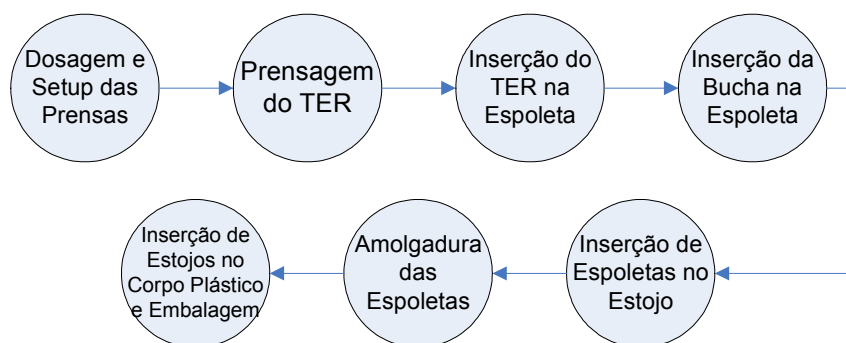 Dosagem e
Setup das
Prensas
Prensagem
do TER
Inserção do
TER na
Espoleta
Inserção da
Bucha na
Espoleta
Inserção de
Espoletas no
Estojo
Amolgadura
das
Espoletas
Inserção de
Estojos no
Corpo Plástico
e Embalagem